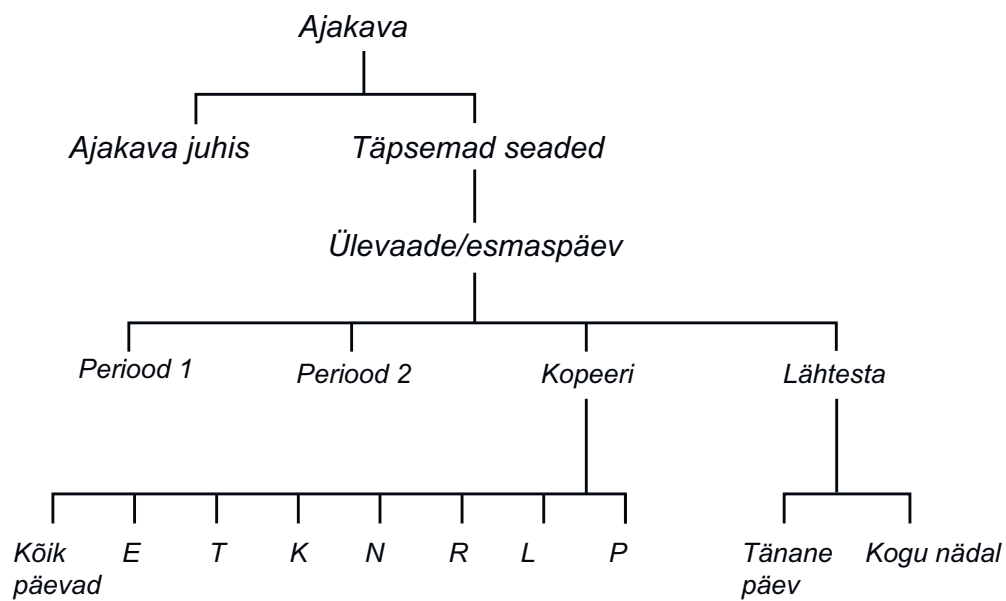 Ajakava
Ajakava juhis
Täpsemad seaded
Ülevaade/esmaspäev
Periood 1
Periood 2
Kopeeri
Lähtesta
Kõik
päevad
E
T
K
N
R
L
P
Tänane
päev
Kogu nädal